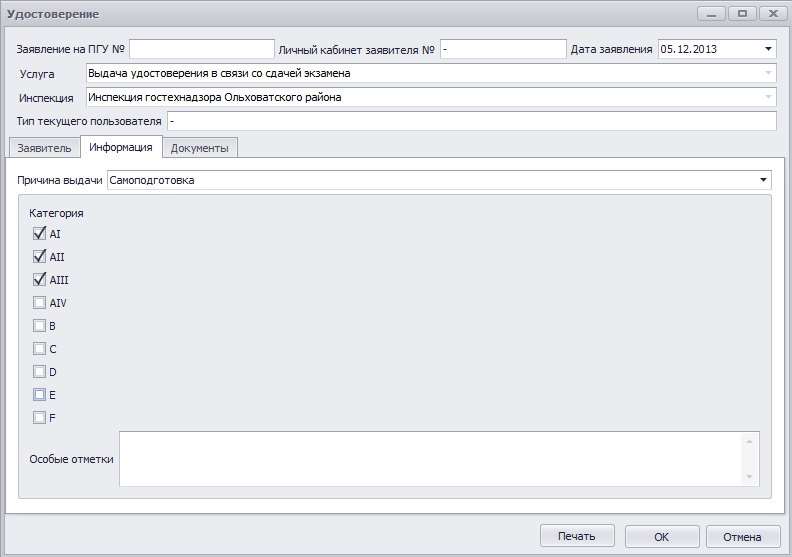 Удостоверение
Заявление на ПГУ № Личный кабинет заявителя № - Дата заявления 05.12.2013
Услуга Выдача удостоверения в связи со сдачей экзамена
Инспекция Инспекция гостехнадзора Ольховатского района
Тип текущего пользователя -
Заявитель Информация Документы
Причина выдачи Самоподготовка
Категория
AI
AII
AIII
AIV
B
C
D
E
F
Особые отметки
Печать OK Отмена